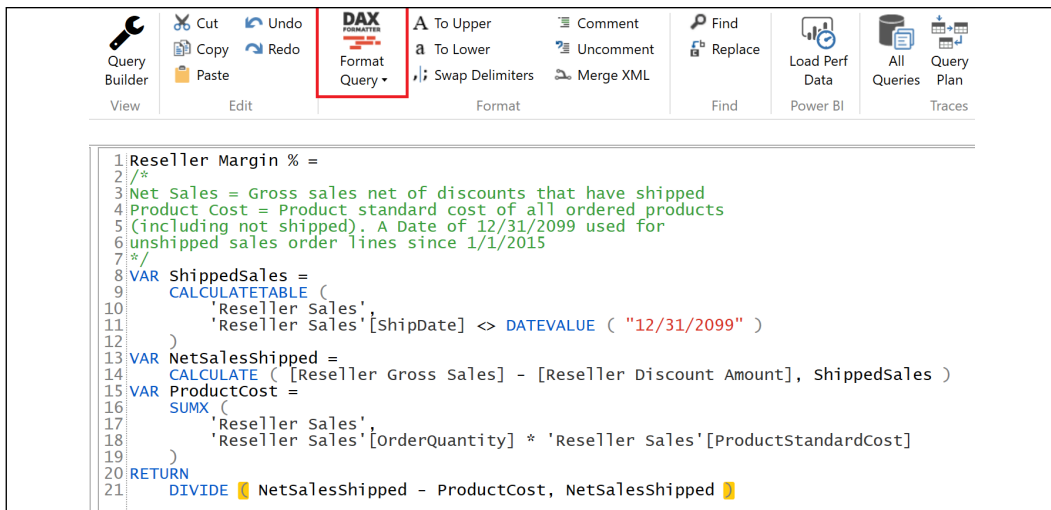 Query Builder
View
Cut
Copy
Paste
Undo
Redo
Edit
DAX
FORMATTER
Format Query
A To Upper
a To Lower
Swap Delimiters
Comment
Uncomment
Merge XML
Format
Find
Replace
Find
Load Perf Data
Power BI
All Queries
Query Plan
Traces
1 Reseller Margin % =
2 /*
3 Net Sales = Gross sales net of discounts that have shipped
4 Product Cost = Product standard cost of all ordered products
5 (including not shipped). A Date of 12/31/2099 used for
6 unshipped sales order lines since 1/1/2015
7 */
8 VAR ShippedSales =
9 CALCULATETABLE (
10 'Reseller Sales',
11 'Reseller Sales'[ShipDate] <> DATEVALUE ( "12/31/2099" )
12 )
13 VAR NetSalesShipped =
14 CALCULATE ( [Reseller Gross Sales] - [Reseller Discount Amount], ShippedSales )
15 VAR ProductCost =
16 SUMX (
17 'Reseller Sales',
18 'Reseller Sales'[OrderQuantity] * 'Reseller Sales'[ProductStandardCost]
19 )
20 RETURN
21 DIVIDE ( NetSalesShipped - ProductCost, NetSalesShipped )